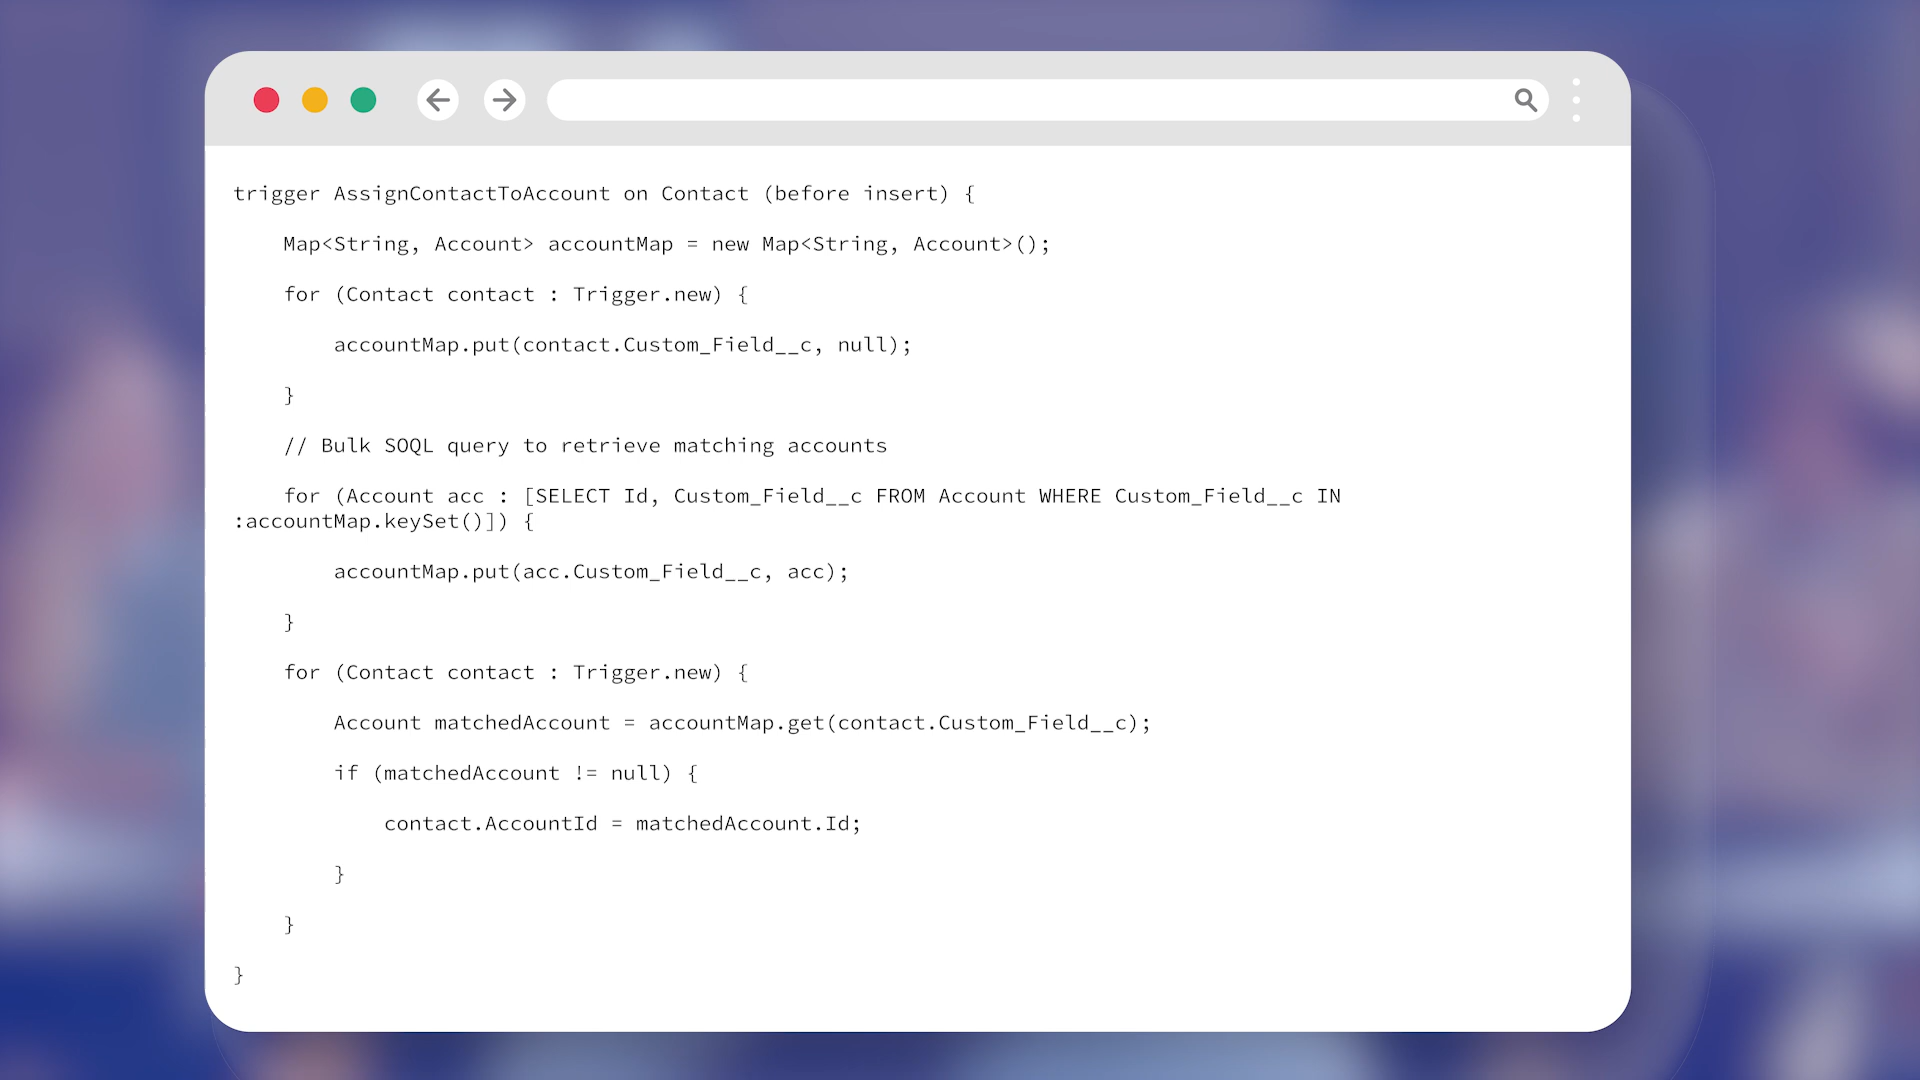 trigger AssignContactToAccount on Contact (before insert) {
Map<String, Account> accountMap = new Map<String, Account>();
for (Contact contact : Trigger.new) {
accountMap.put(contact.Custom_Field__c, null);
}
// Bulk SOQL query to retrieve matching accounts
for (Account acc : [SELECT Id, Custom_Field__c FROM Account WHERE Custom_Field__c IN
:accountMap.keySet()]) {
accountMap.put(acc.Custom_Field__c, acc);
}
for (Contact contact : Trigger.new) {
Account matchedAccount = accountMap.get(contact.Custom_Field__c);
if (matchedAccount != null) {
contact.AccountId = matchedAccount.Id;
}
}
}